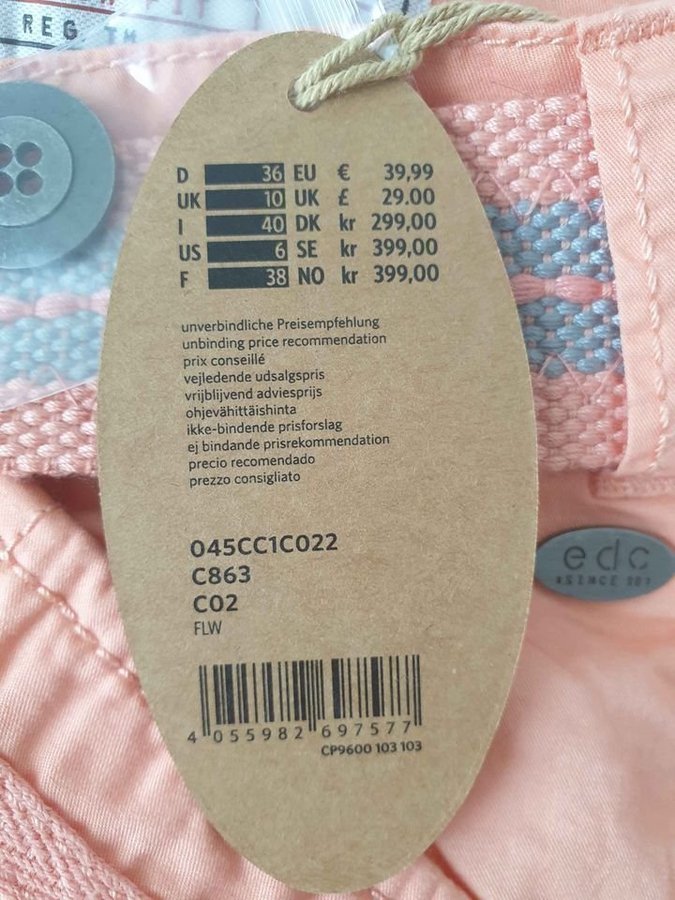 REG
D 36 EU € 39,99
UK 10 UK £ 29.00
I 40 DK kr 299,00
US 6 SE kr 399,00
F 38 NO kr 399,00
unverbindliche Preisempfehlung
unbinding price recommendation
prix conseillé
vejledende udsalgspris
vrijblijvend adviesprijs
ohjevähittäishinta
ikke-bindende prisforslag
ej bindande prisrekommendation
precio recomendado
prezzo consigliato
045CC1C022
C863
C02
FLW
edc
SINCE
4 055982 697577
CP9600 103 103